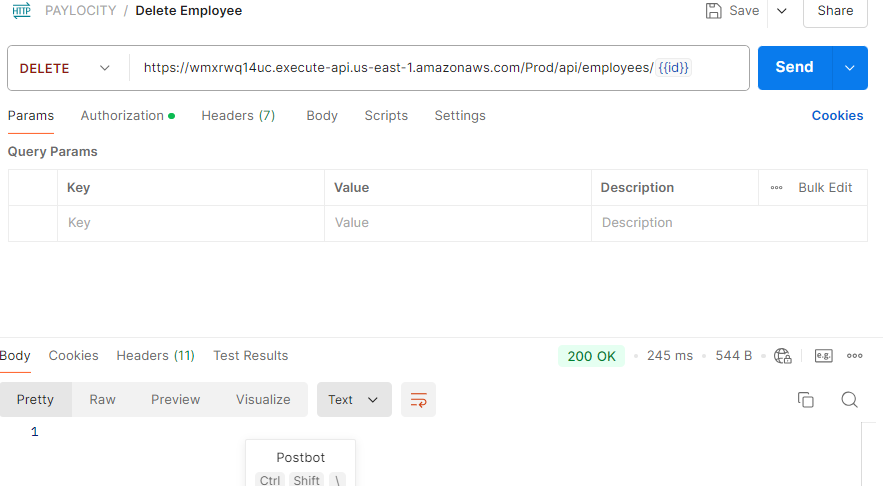 HTTP PAYLOCITY / Delete Employee Save Share
DELETE https://wmxrwq14uc.execute-api.us-east-1.amazonaws.com/Prod/api/employees/{{id}} Send
Params Authorization Headers (7) Body Scripts Settings Cookies
Query Params
Key Value Description Bulk Edit
Key Value Description
Body Cookies Headers (11) Test Results 200 OK 245 ms 544 B e.g.
Pretty Raw Preview Visualize Text
1
Postbot
Ctrl Shift \